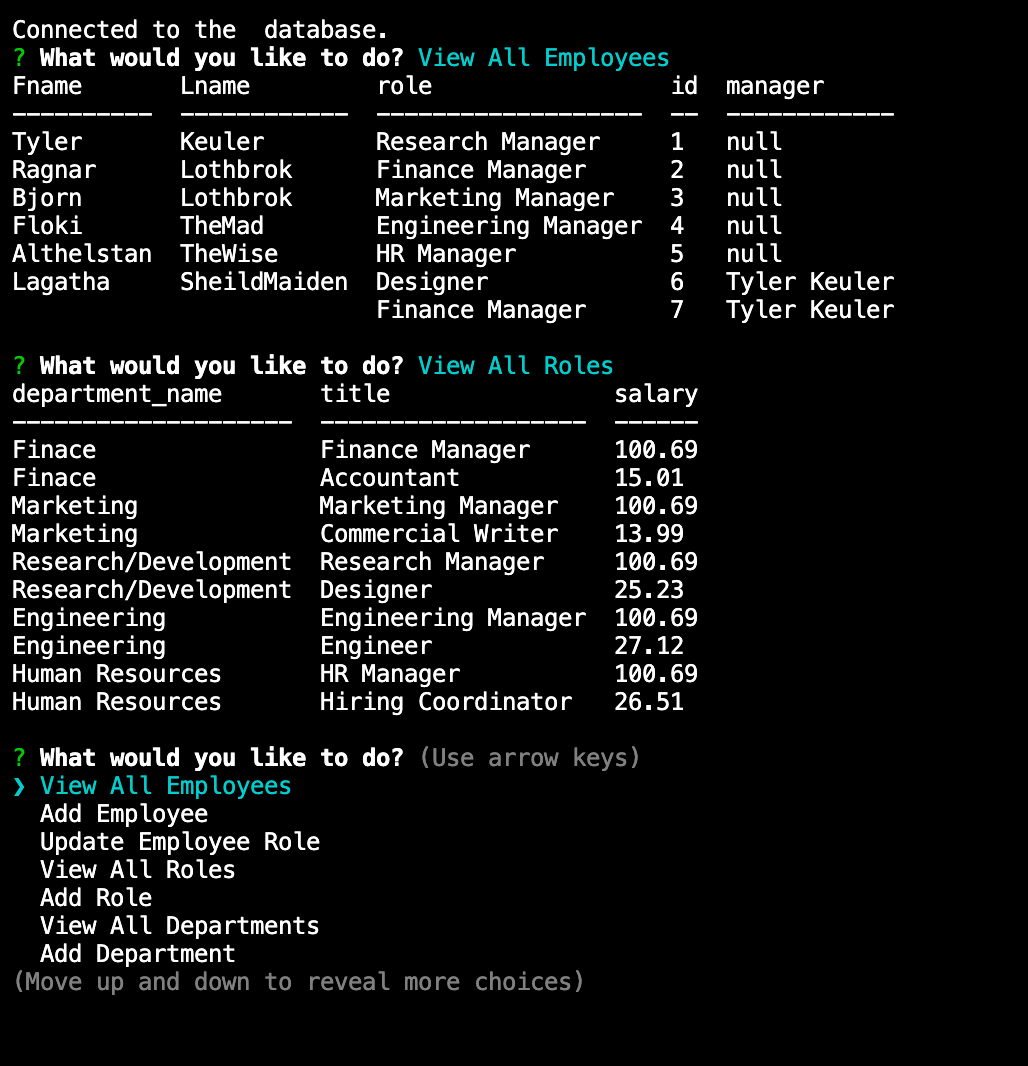 Connected to the  database.
? What would you like to do? View All Employees
Fname       Lname         role                 id  manager
----------  ------------  -------------------  --  ------------
Tyler       Keuler        Research Manager     1   null
Ragnar      Lothbrok      Finance Manager      2   null
Bjorn       Lothbrok      Marketing Manager    3   null
Floki       TheMad        Engineering Manager  4   null
Althelstan  TheWise       HR Manager           5   null
Lagatha     SheildMaiden  Designer             6   Tyler Keuler
                          Finance Manager      7   Tyler Keuler
? What would you like to do? View All Roles
department_name       title                salary
--------------------  -------------------  ------
Finace                Finance Manager      100.69
Finace                Accountant           15.01
Marketing             Marketing Manager    100.69
Marketing             Commercial Writer    13.99
Research/Development  Research Manager     100.69
Research/Development  Designer             25.23
Engineering           Engineering Manager  100.69
Engineering           Engineer             27.12
Human Resources       HR Manager           100.69
Human Resources       Hiring Coordinator   26.51
? What would you like to do? (Use arrow keys)
❯ View All Employees
  Add Employee
  Update Employee Role
  View All Roles
  Add Role
  View All Departments
  Add Department
(Move up and down to reveal more choices)